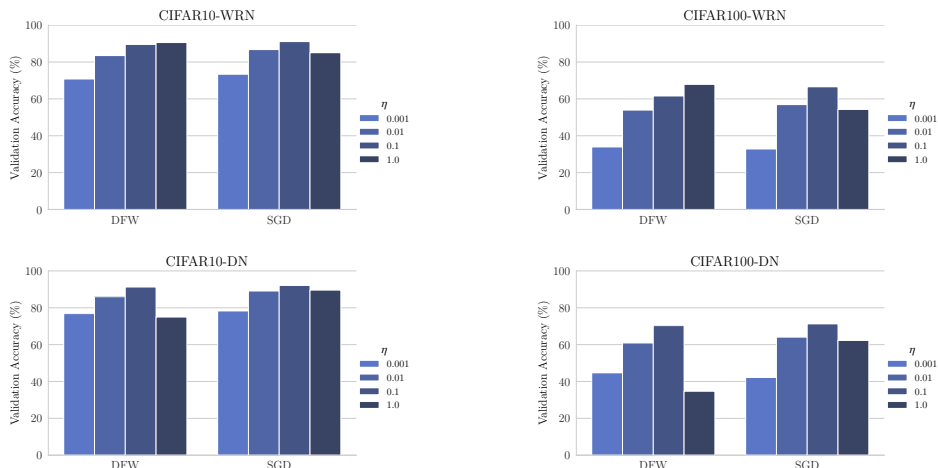 CIFAR10-WRN
Validation Accuracy (%)
100
80
60
40
20
0
DFW
SGD
η
0.001
0.01
0.1
1.0
CIFAR100-WRN
Validation Accuracy (%)
100
80
60
40
20
0
DFW
SGD
η
0.001
0.01
0.1
1.0
CIFAR10-DN
Validation Accuracy (%)
100
80
60
40
20
0
DFW
SGD
η
0.001
0.01
0.1
1.0
CIFAR100-DN
Validation Accuracy (%)
100
80
60
40
20
0
DFW
SGD
η
0.001
0.01
0.1
1.0